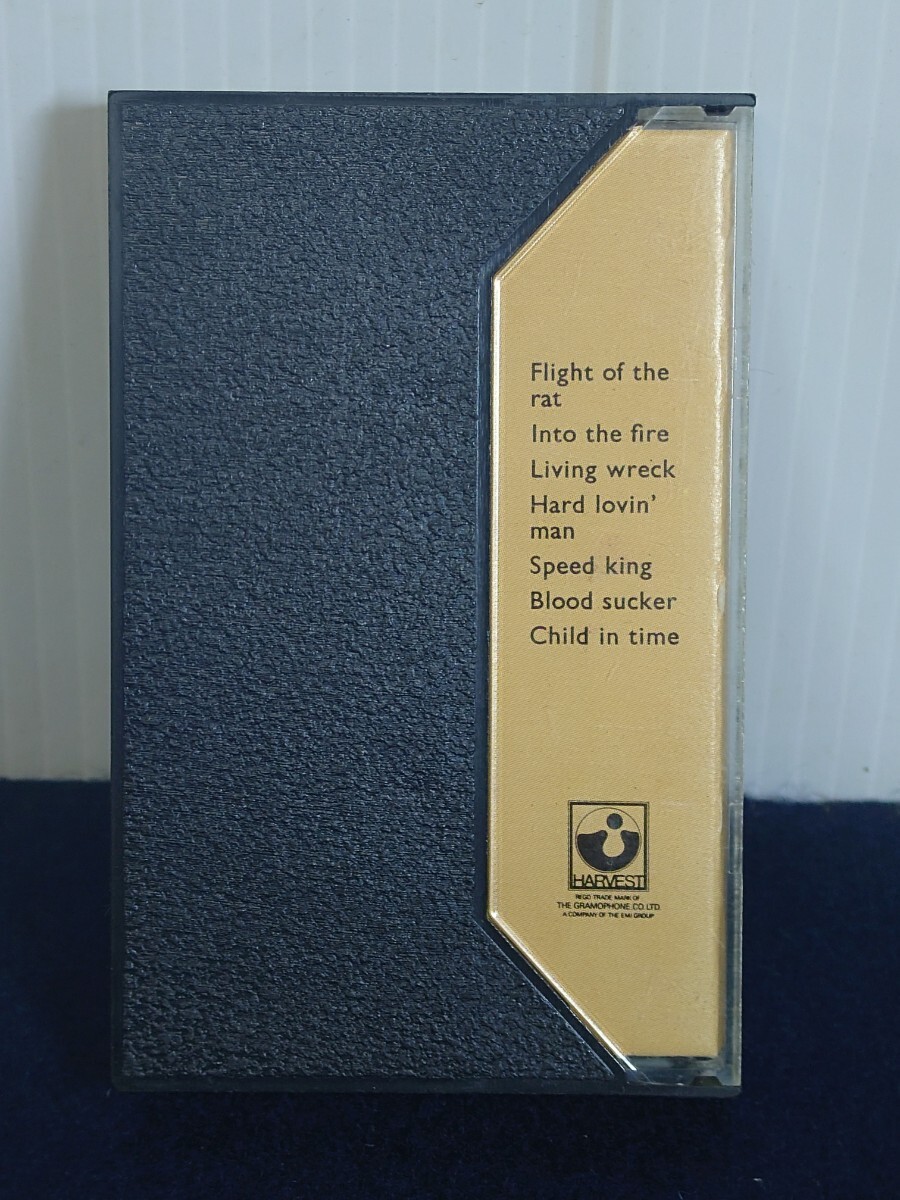 Flight of the
rat
Into the fire
Living wreck
Hard lovin'
man
Speed king
Blood sucker
Child in time
HARVEST
REGD TRADE MARK OF
THE GRAMOPHONE CO. LTD.
A COMPANY OF THE EMI GROUP